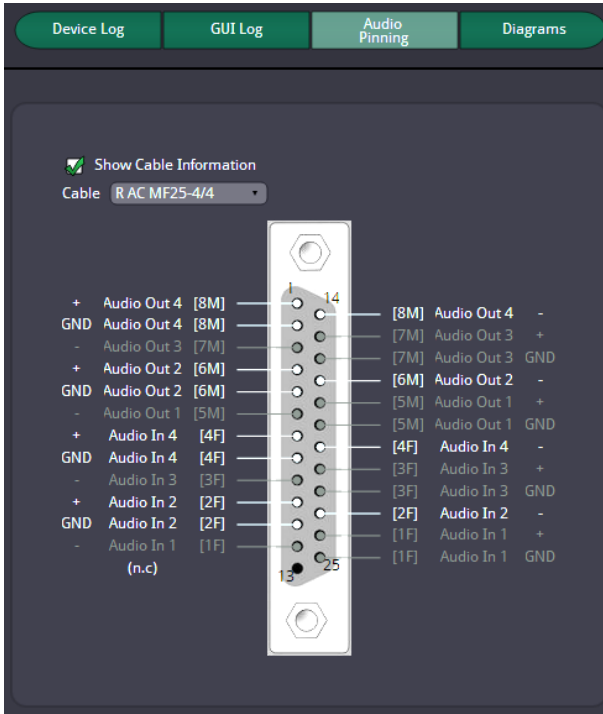 Device Log GUI Log Audio Pinning Diagrams
Show Cable Information
Cable R AC MF25-4/4
1 14
+ Audio Out 4 [8M]
GND Audio Out 4 [8M]
- Audio Out 3 [7M]
+ Audio Out 2 [6M]
GND Audio Out 2 [6M]
- Audio Out 1 [5M]
+ Audio In 4 [4F]
GND Audio In 4 [4F]
- Audio In 3 [3F]
+ Audio In 2 [2F]
GND Audio In 2 [2F]
- Audio In 1 [1F]
(n.c)
[8M] Audio Out 4 -
[7M] Audio Out 3 +
[7M] Audio Out 3 GND
[6M] Audio Out 2 -
[5M] Audio Out 1 +
[5M] Audio Out 1 GND
[4F] Audio In 4 -
[3F] Audio In 3 +
[3F] Audio In 3 GND
[2F] Audio In 2 -
[1F] Audio In 1 +
[1F] Audio In 1 GND
13 25